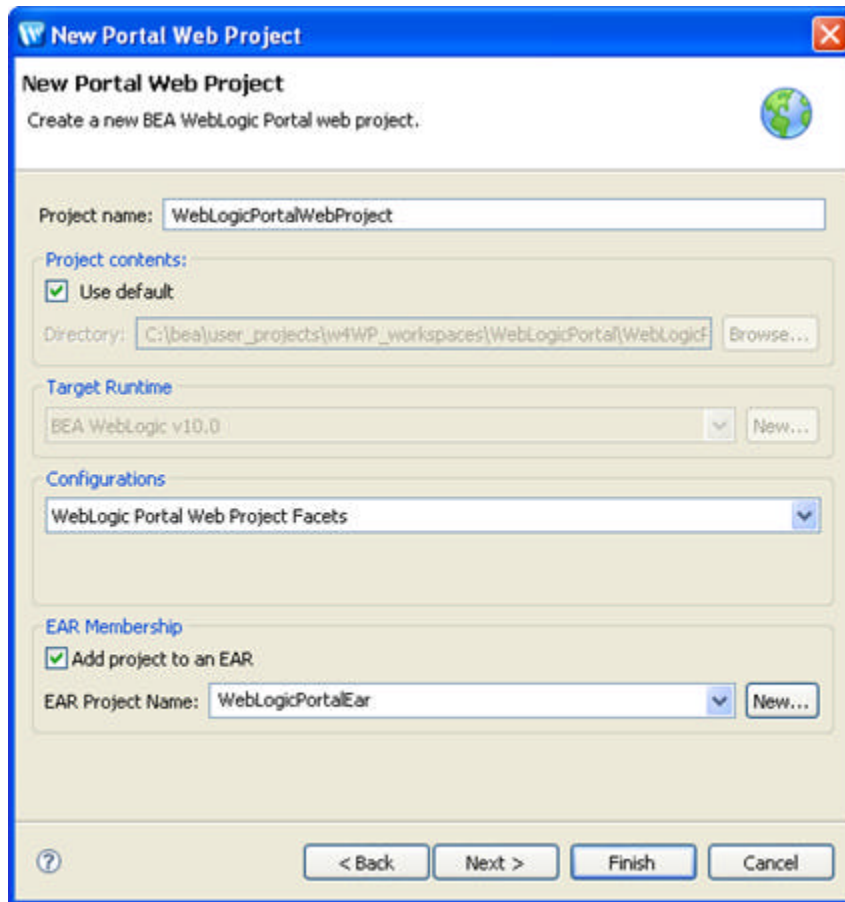 New Portal Web Project
New Portal Web Project
Create a new BEA WebLogic Portal web project.
Project name: WebLogicPortalWebProject
Project contents:
Use default
Directory: C:\bea\user_projects\w4WP_workspaces\WebLogicPortal\WebLogicP Browse...
Target Runtime
BEA WebLogic v10.0 New...
Configurations
WebLogic Portal Web Project Facets
EAR Membership
Add project to an EAR
EAR Project Name: WebLogicPortalEar New...
? < Back Next > Finish Cancel